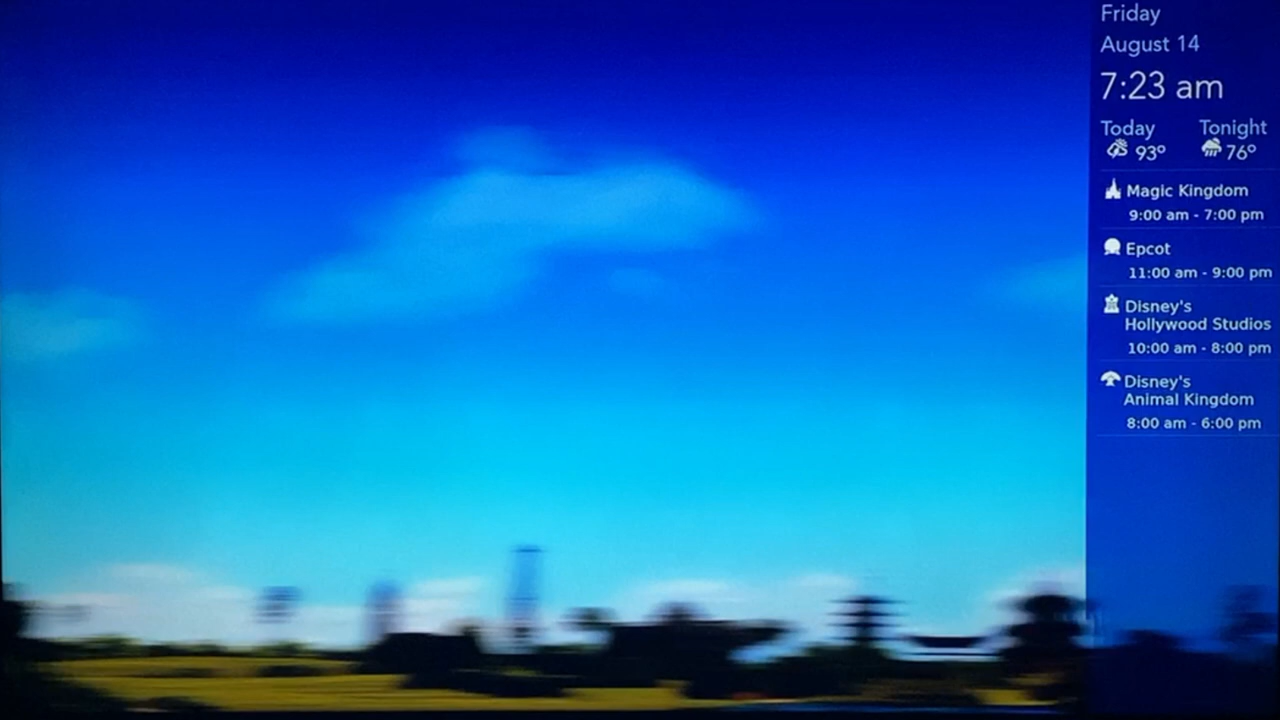 Friday
August 14
7:23 am
Today Tonight
93° 76°
Magic Kingdom
9:00 am - 7:00 pm
Epcot
11:00 am - 9:00 pm
Disney's
Hollywood Studios
10:00 am - 8:00 pm
Disney's
Animal Kingdom
8:00 am - 6:00 pm